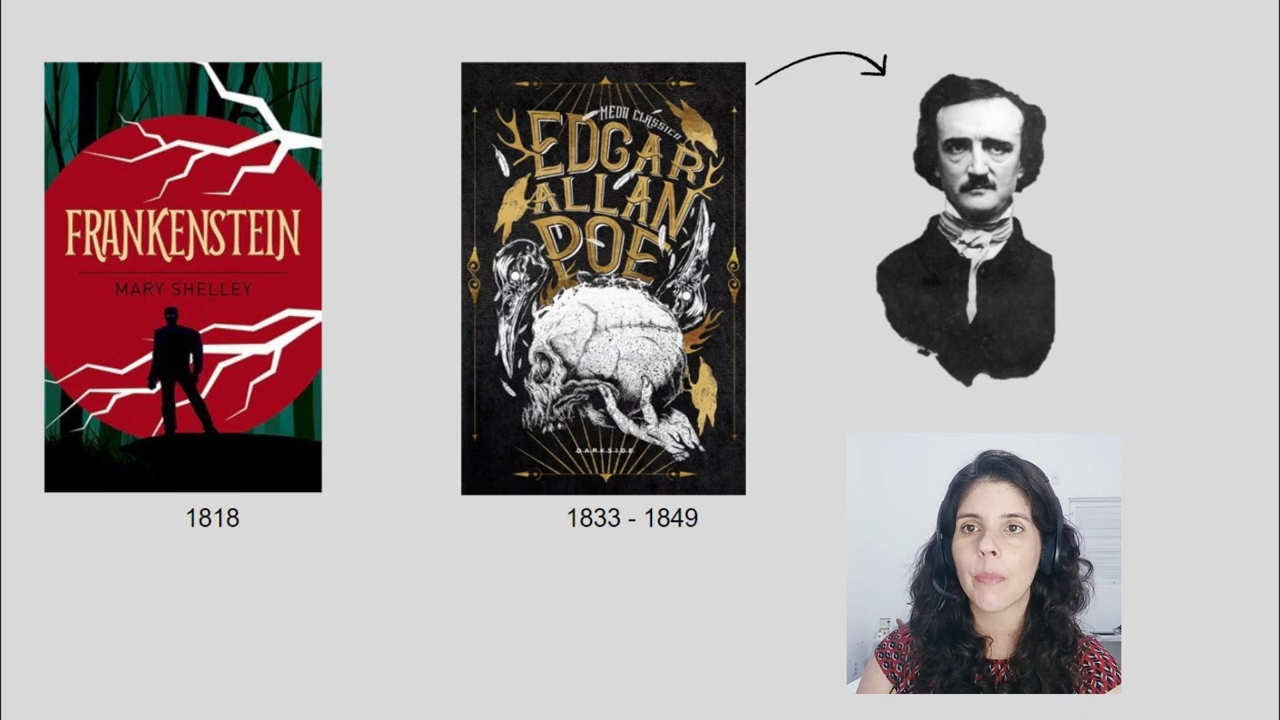 FRANKENSTEIN
MARY SHELLEY
1818
MEDO CLÁSSICO
EDGAR
ALLAN
POE
DARKSIDE
1833 - 1849